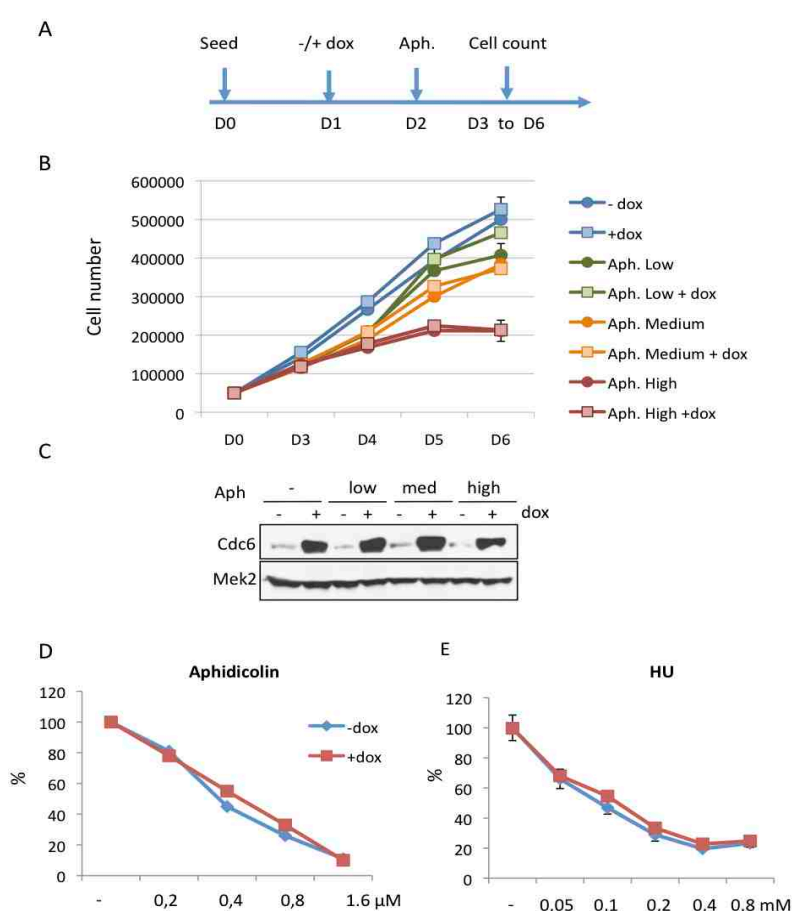 A
Seed -/+ dox Aph. Cell count
D0 D1 D2 D3 to D6
B
600000
500000
400000
300000
200000
100000
0
Cell number
D0 D3 D4 D5 D6
- dox
+dox
Aph. Low
Aph. Low + dox
Aph. Medium
Aph. Medium + dox
Aph. High
Aph. High +dox
C
Aph - low med high
- + - + - + - + dox
Cdc6
Mek2
D
Aphidicolin
120
100
80
60
40
20
0
%
- 0,2 0,4 0,8 1.6 μM
-dox
+dox
E
HU
120
100
80
60
40
20
0
%
- 0.05 0.1 0.2 0.4 0.8 mM